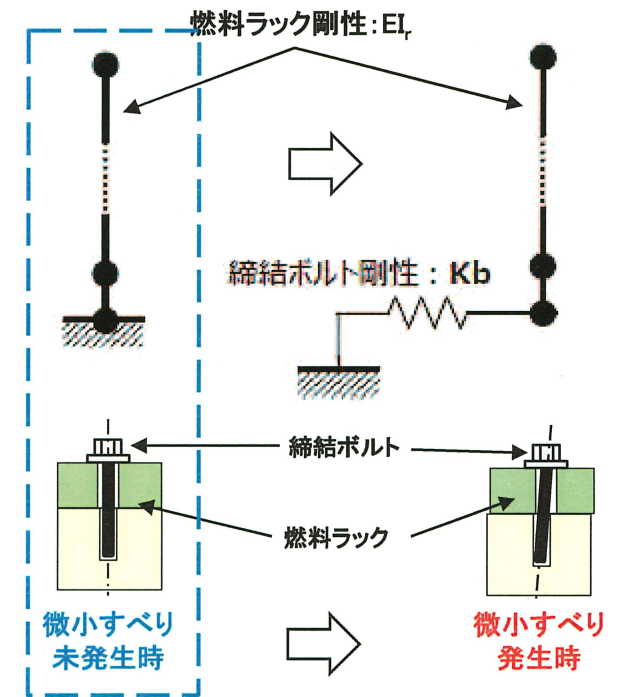 燃料ラック剛性：EIr
締結ボルト剛性：Kb
締結ボルト
燃料ラック
微小すべり
未発生時
微小すべり
発生時